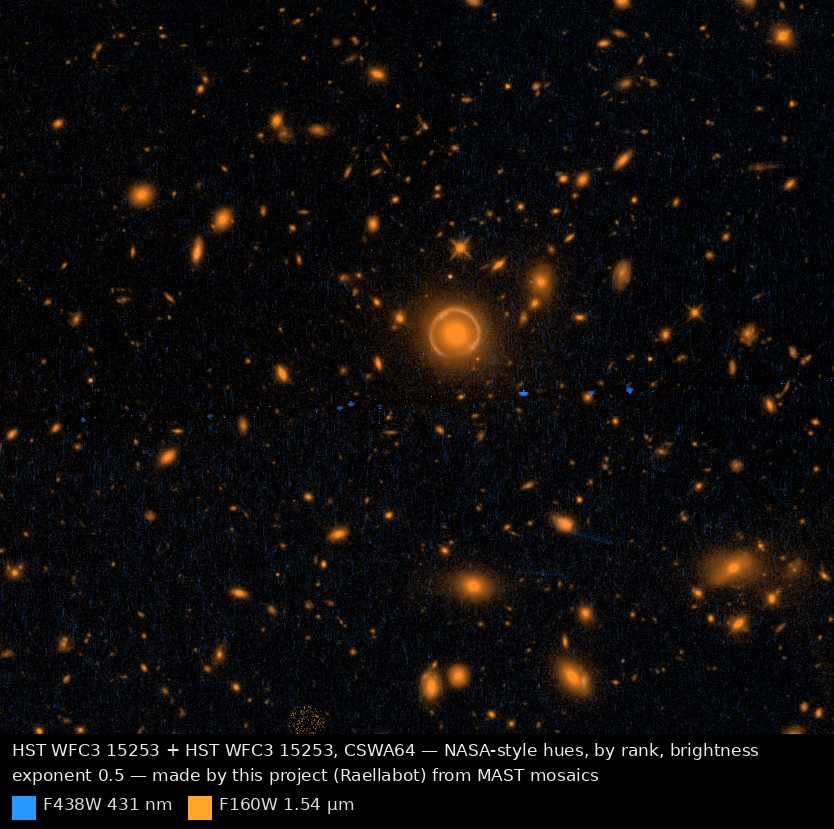 HST WFC3 15253 + HST WFC3 15253, CSWA64 — NASA-style hues, by rank, brightness
exponent 0.5 — made by this project (Raellabot) from MAST mosaics
F438W 431 nm F160W 1.54 µm